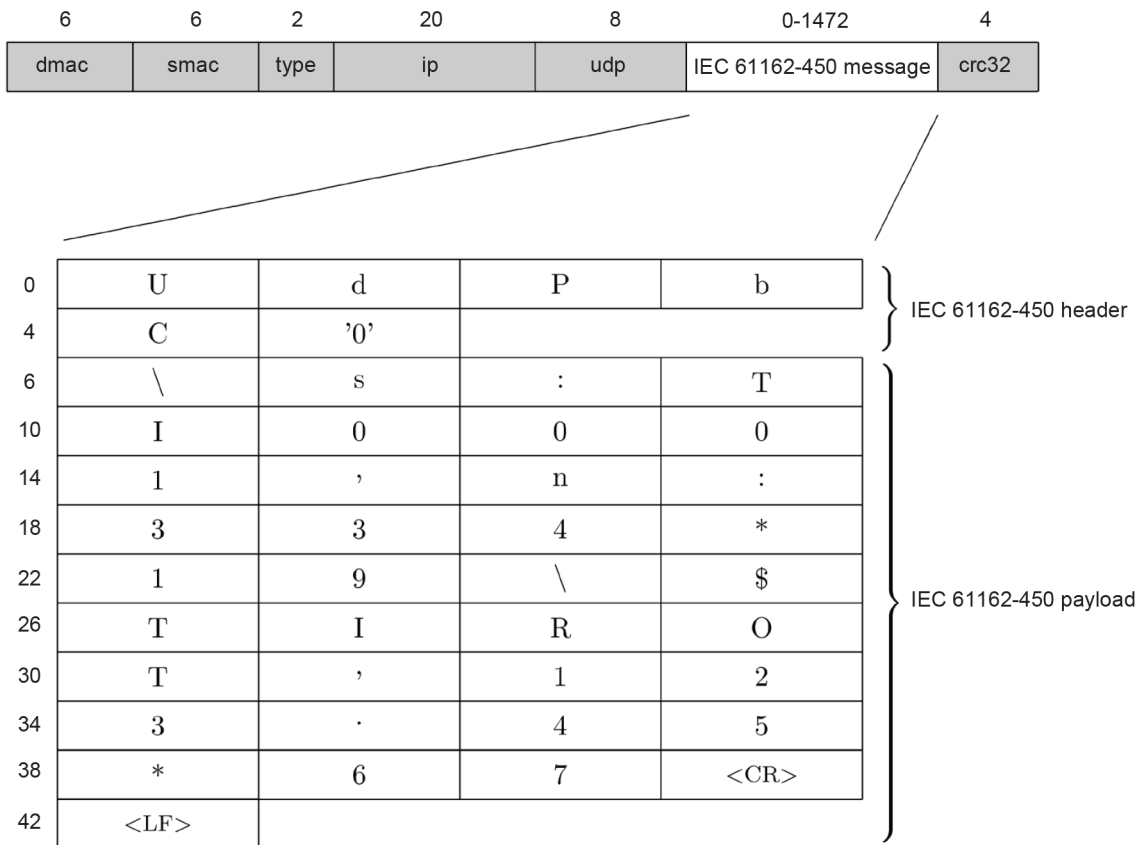 6 6 2 20 8 0-1472 4
dmac smac type ip udp IEC 61162-450 message crc32
0 U d P b
IEC 61162-450 header
4 C '0'
6 \ s : T
10 I 0 0 0
14 1 , n :
18 3 3 4 *
22 1 9 \ $
IEC 61162-450 payload
26 T I R O
30 T , 1 2
34 3 . 4 5
38 * 6 7 <CR>
42 <LF>